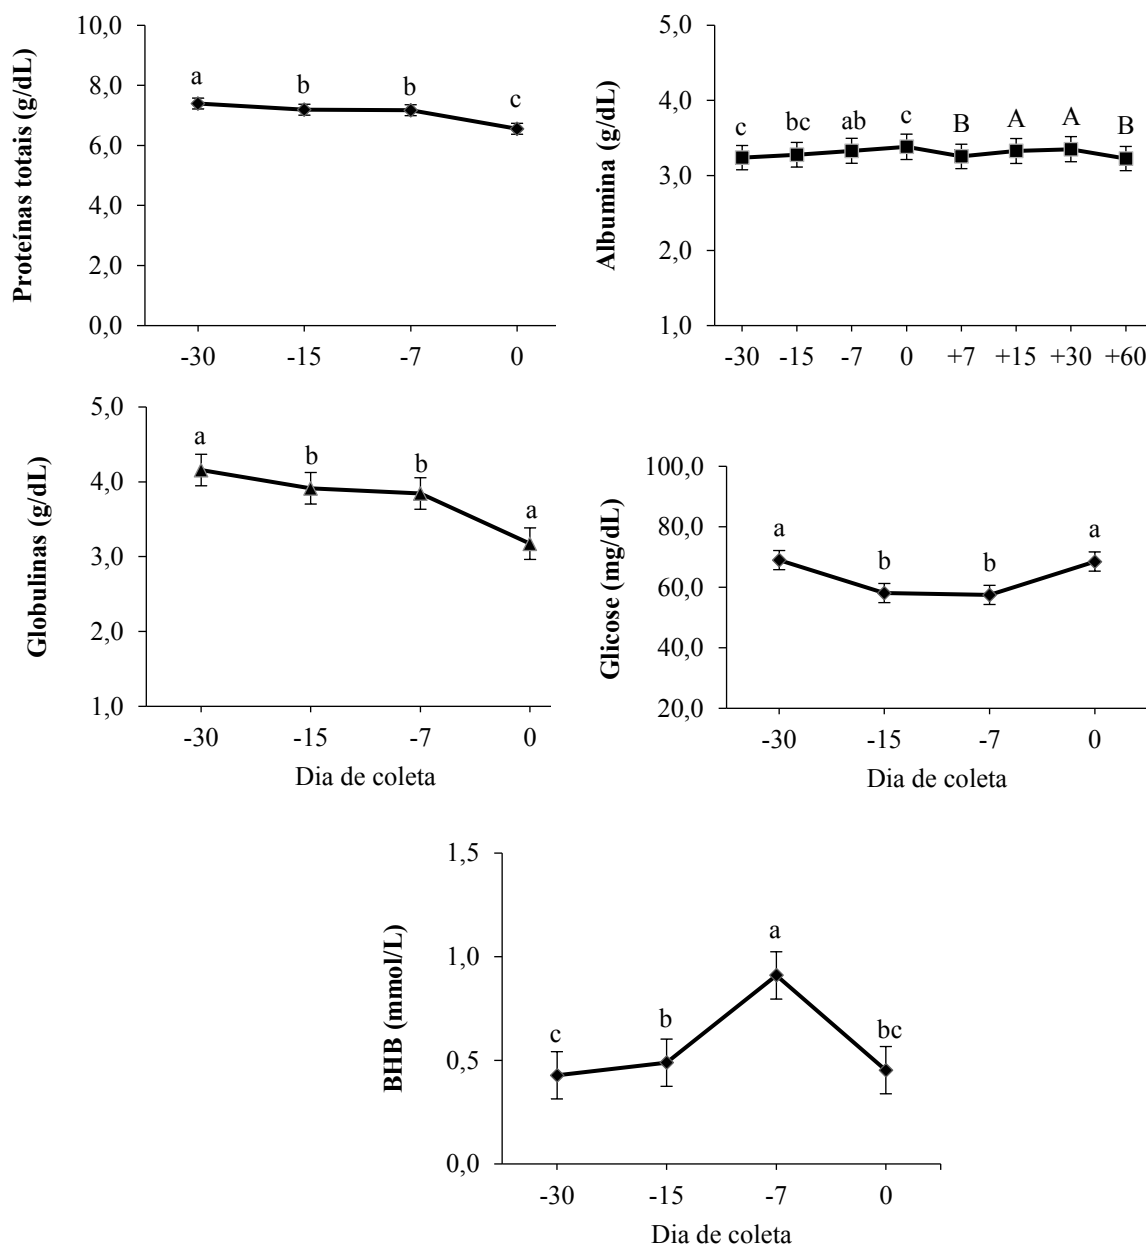 Proteínas totais (g/dL)
10,0
8,0
6,0
4,0
2,0
0,0
a
b
b
c
-30
-15
-7
0
Albumina (g/dL)
5,0
4,0
3,0
2,0
1,0
c
bc
ab
c
B
A
A
B
-30
-15
-7
0
+7
+15
+30
+60
Globulinas (g/dL)
5,0
4,0
3,0
2,0
1,0
a
b
b
a
-30
-15
-7
0
Dia de coleta
Glicose (mg/dL)
100,0
80,0
60,0
40,0
20,0
a
b
b
a
-30
-15
-7
0
Dia de coleta
BHB (mmol/L)
1,5
1,0
0,5
0,0
c
b
a
bc
-30
-15
-7
0
Dia de coleta